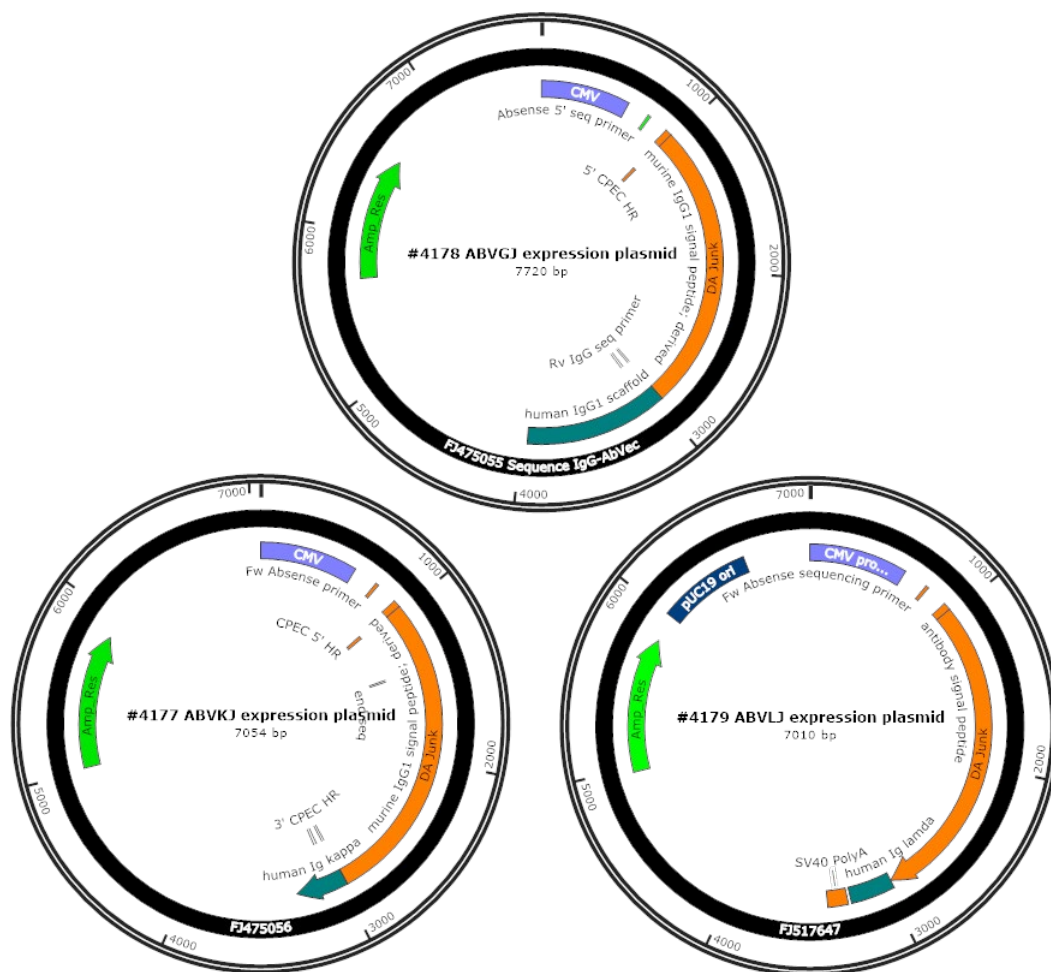 7000
1000
CMV
Absense 5' seq primer
murine IgG1 signal peptide; derived
5' CPEC HR
Amp_Res
DA Junk
6000
2000
#4178 ABVGJ expression plasmid
7720 bp
Rv IgG seq primer
human IgG1 scaffold
5000
3000
FJ475055 Sequence IgG-AbVec
4000
7000
1000
CMV
Fw Absense primer
CPEC 5' HR
murine IgG1 signal peptide; derived
endseq
6000
Amp_Res
DA Junk
#4177 ABVKJ expression plasmid
7054 bp
2000
5000
3' CPEC HR
human Ig kappa
FJ475056
4000
3000
7000
1000
pUC19 ori
CMV pro...
Fw Absense sequencing primer
antibody signal peptide
6000
Amp_Res
DA Junk
#4179 ABVLJ expression plasmid
7010 bp
2000
5000
SV40 PolyA
human Ig lamda
FJ517647
4000
3000